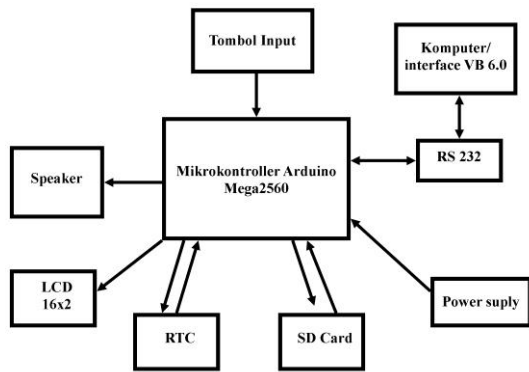 Tombol Input
Komputer/
interface VB 6.0
Mikrokontroller Arduino
Mega2560
RS 232
Speaker
LCD
16x2
RTC
SD Card
Power suply